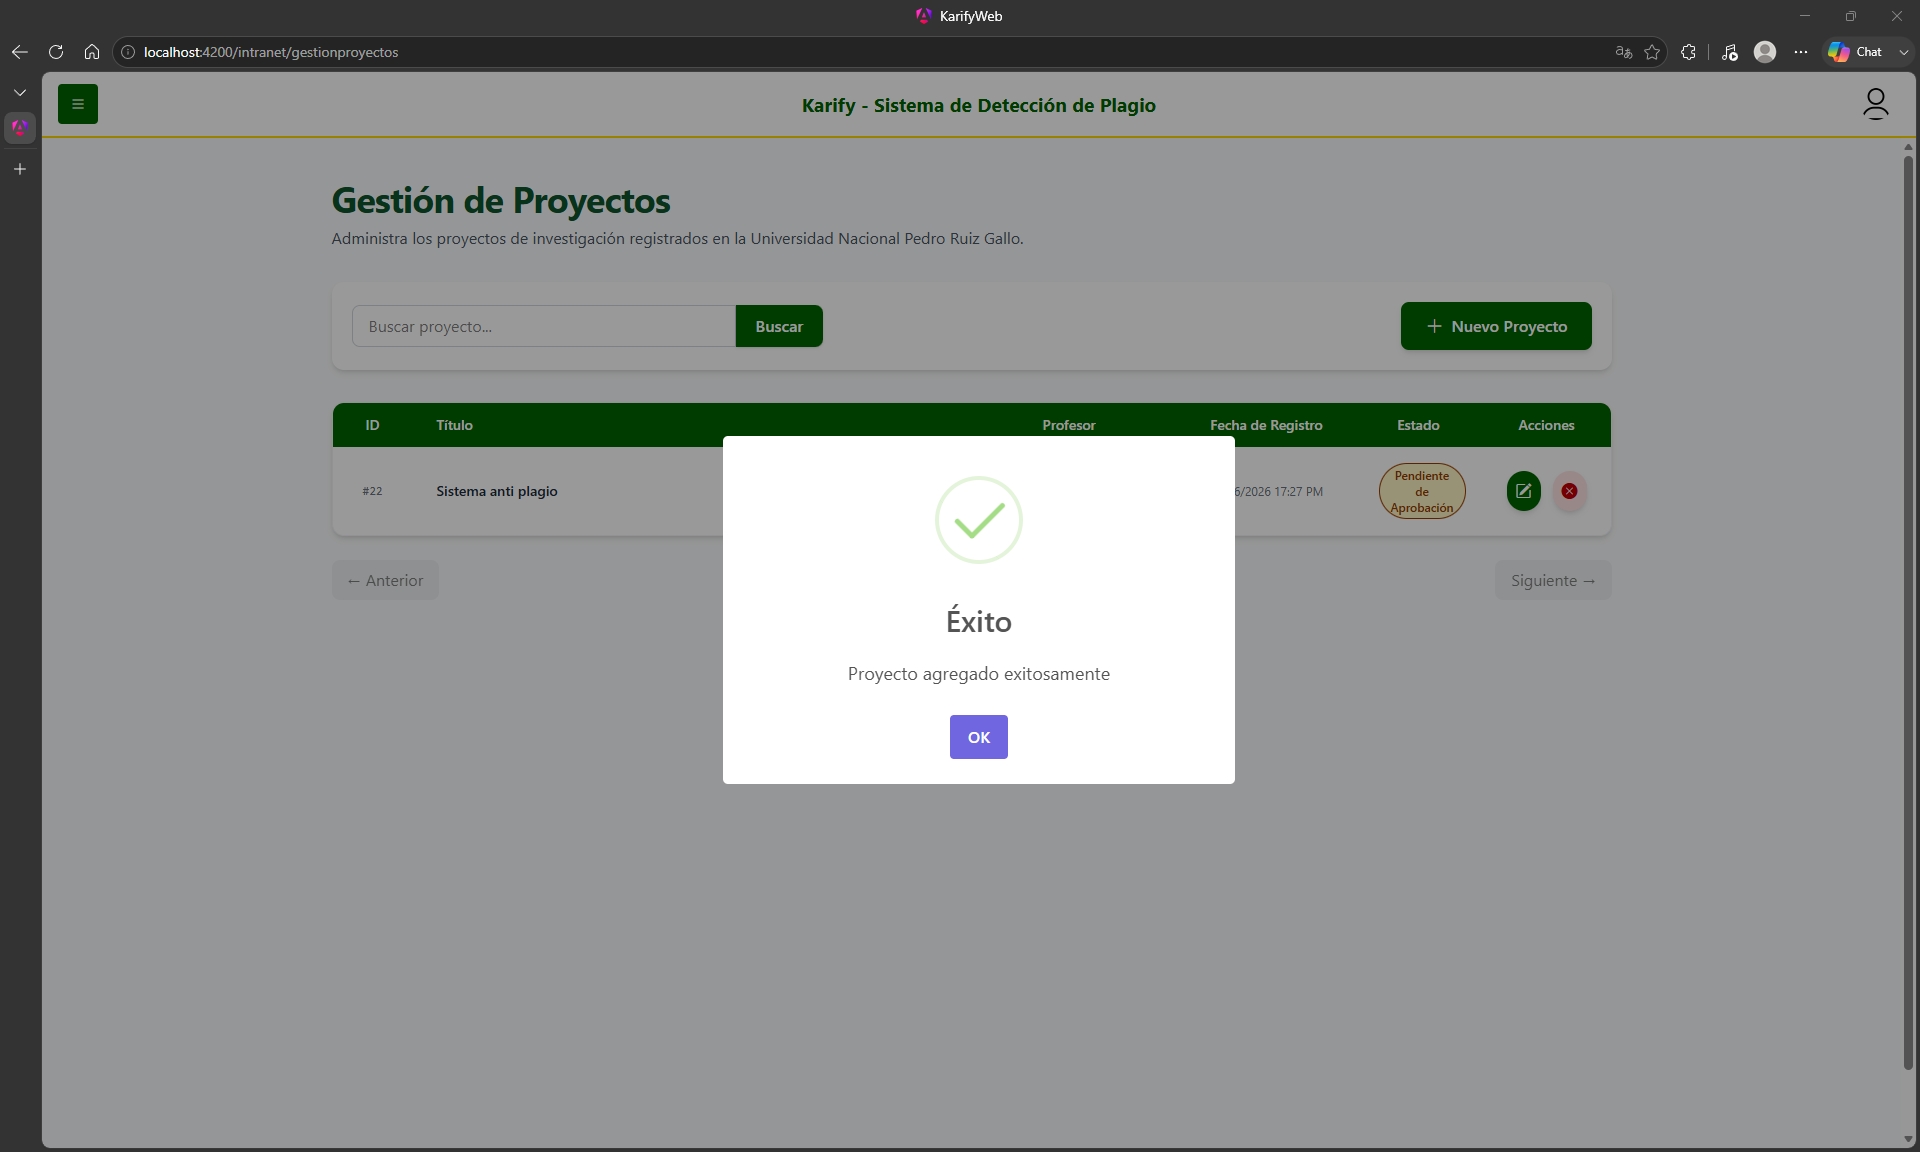 KarifyWeb
localhost:4200/intranet/gestionproyectos
Chat
Karify - Sistema de Detección de Plagio
Gestión de Proyectos
Administra los proyectos de investigación registrados en la Universidad Nacional Pedro Ruiz Gallo.
Buscar proyecto...
Buscar
+ Nuevo Proyecto
ID Título Profesor Fecha de Registro Estado Acciones
#22 Sistema anti plagio 6/2026 17:27 PM
Pendiente
de
Aprobación
← Anterior
Siguiente →
Éxito
Proyecto agregado exitosamente
OK